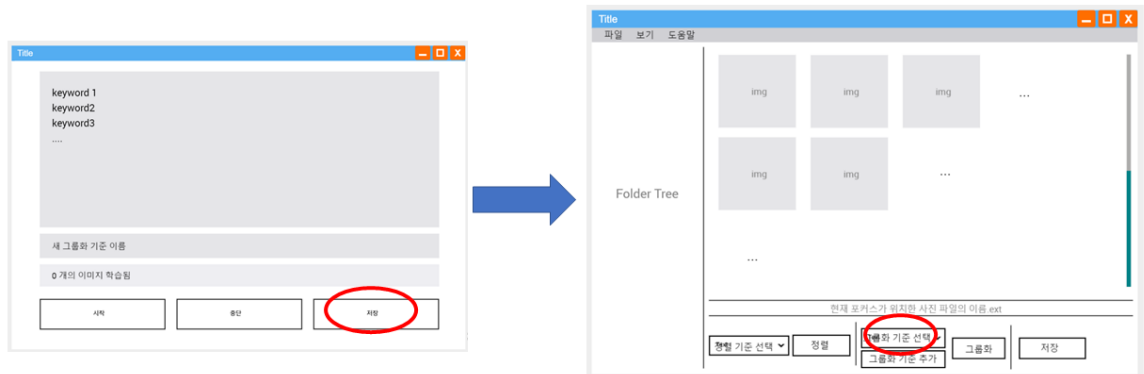 Title
keyword 1
keyword2
keyword3
....
새 그룹화 기준 이름
0 개의 이미지 학습됨
시작
중단
저장
Title
파일 보기 도움말
Folder Tree
img img img ...
img img ...
...
현재 포커스가 위치한 사진 파일의 이름.ext
정렬 기준 선택
정렬
그룹화 기준 선택
그룹화 기준 추가
그룹화
저장